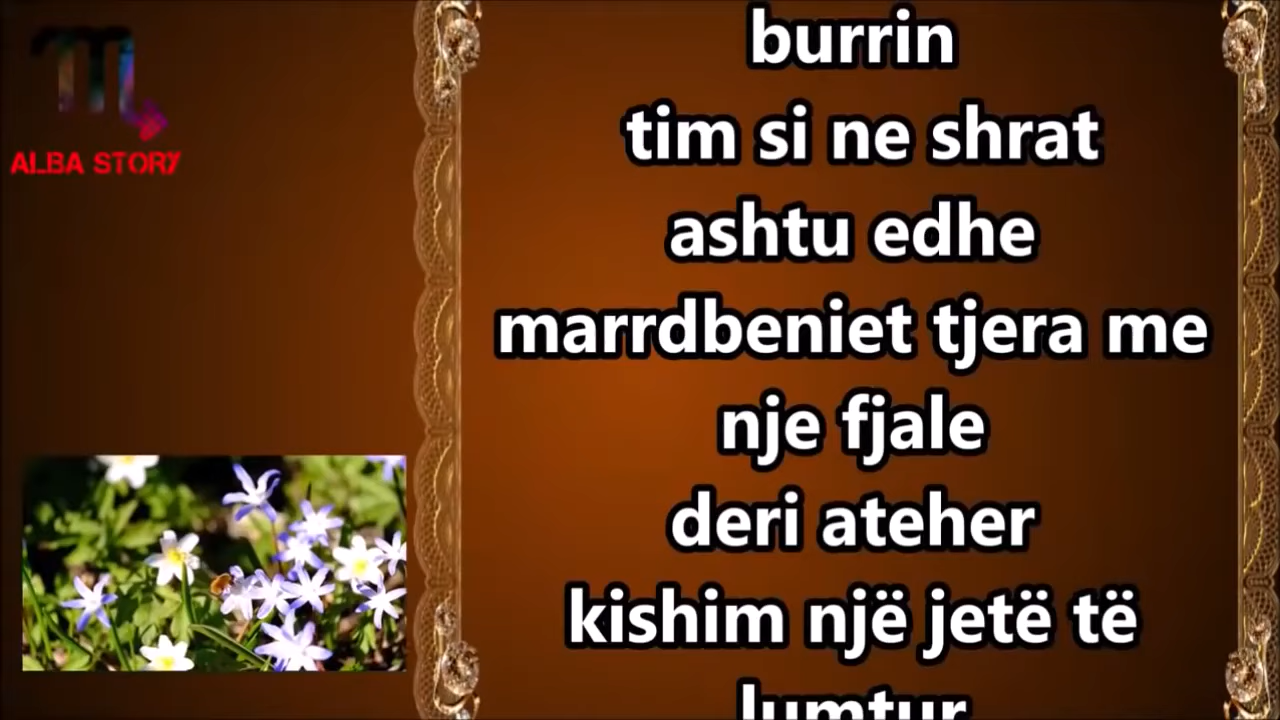 ALBA STORY
burrin
tim si ne shrat
ashtu edhe
marrdbeniet tjera me
nje fjale
deri ateher
kishim një jetë të
lumtur